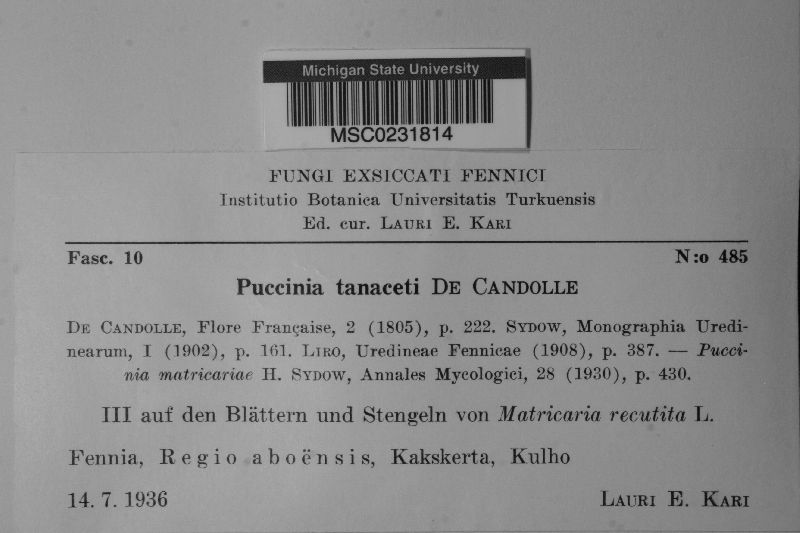 Michigan State University
MSC0231814
FUNGI EXSICCATI FENNICI
Institutio Botanica Universitatis Turkuensis
Ed. cur. LAURI E. KARI
Fasc. 10 N:o 485
Puccinia tanaceti DE CANDOLLE
DE CANDOLLE, Flore Française, 2 (1805), p. 222. SYDOW, Monographia Uredi-
nearum, I (1902), p. 161. LIRO, Uredineae Fennicae (1908), p. 387. — Pucci-
nia matricariae H. SYDOW, Annales Mycologici, 28 (1930), p. 430.
III auf den Blättern und Stengeln von Matricaria recutita L.
Fennia, Regio aboënsis, Kakskerta, Kulho
14. 7. 1936 LAURI E. KARI